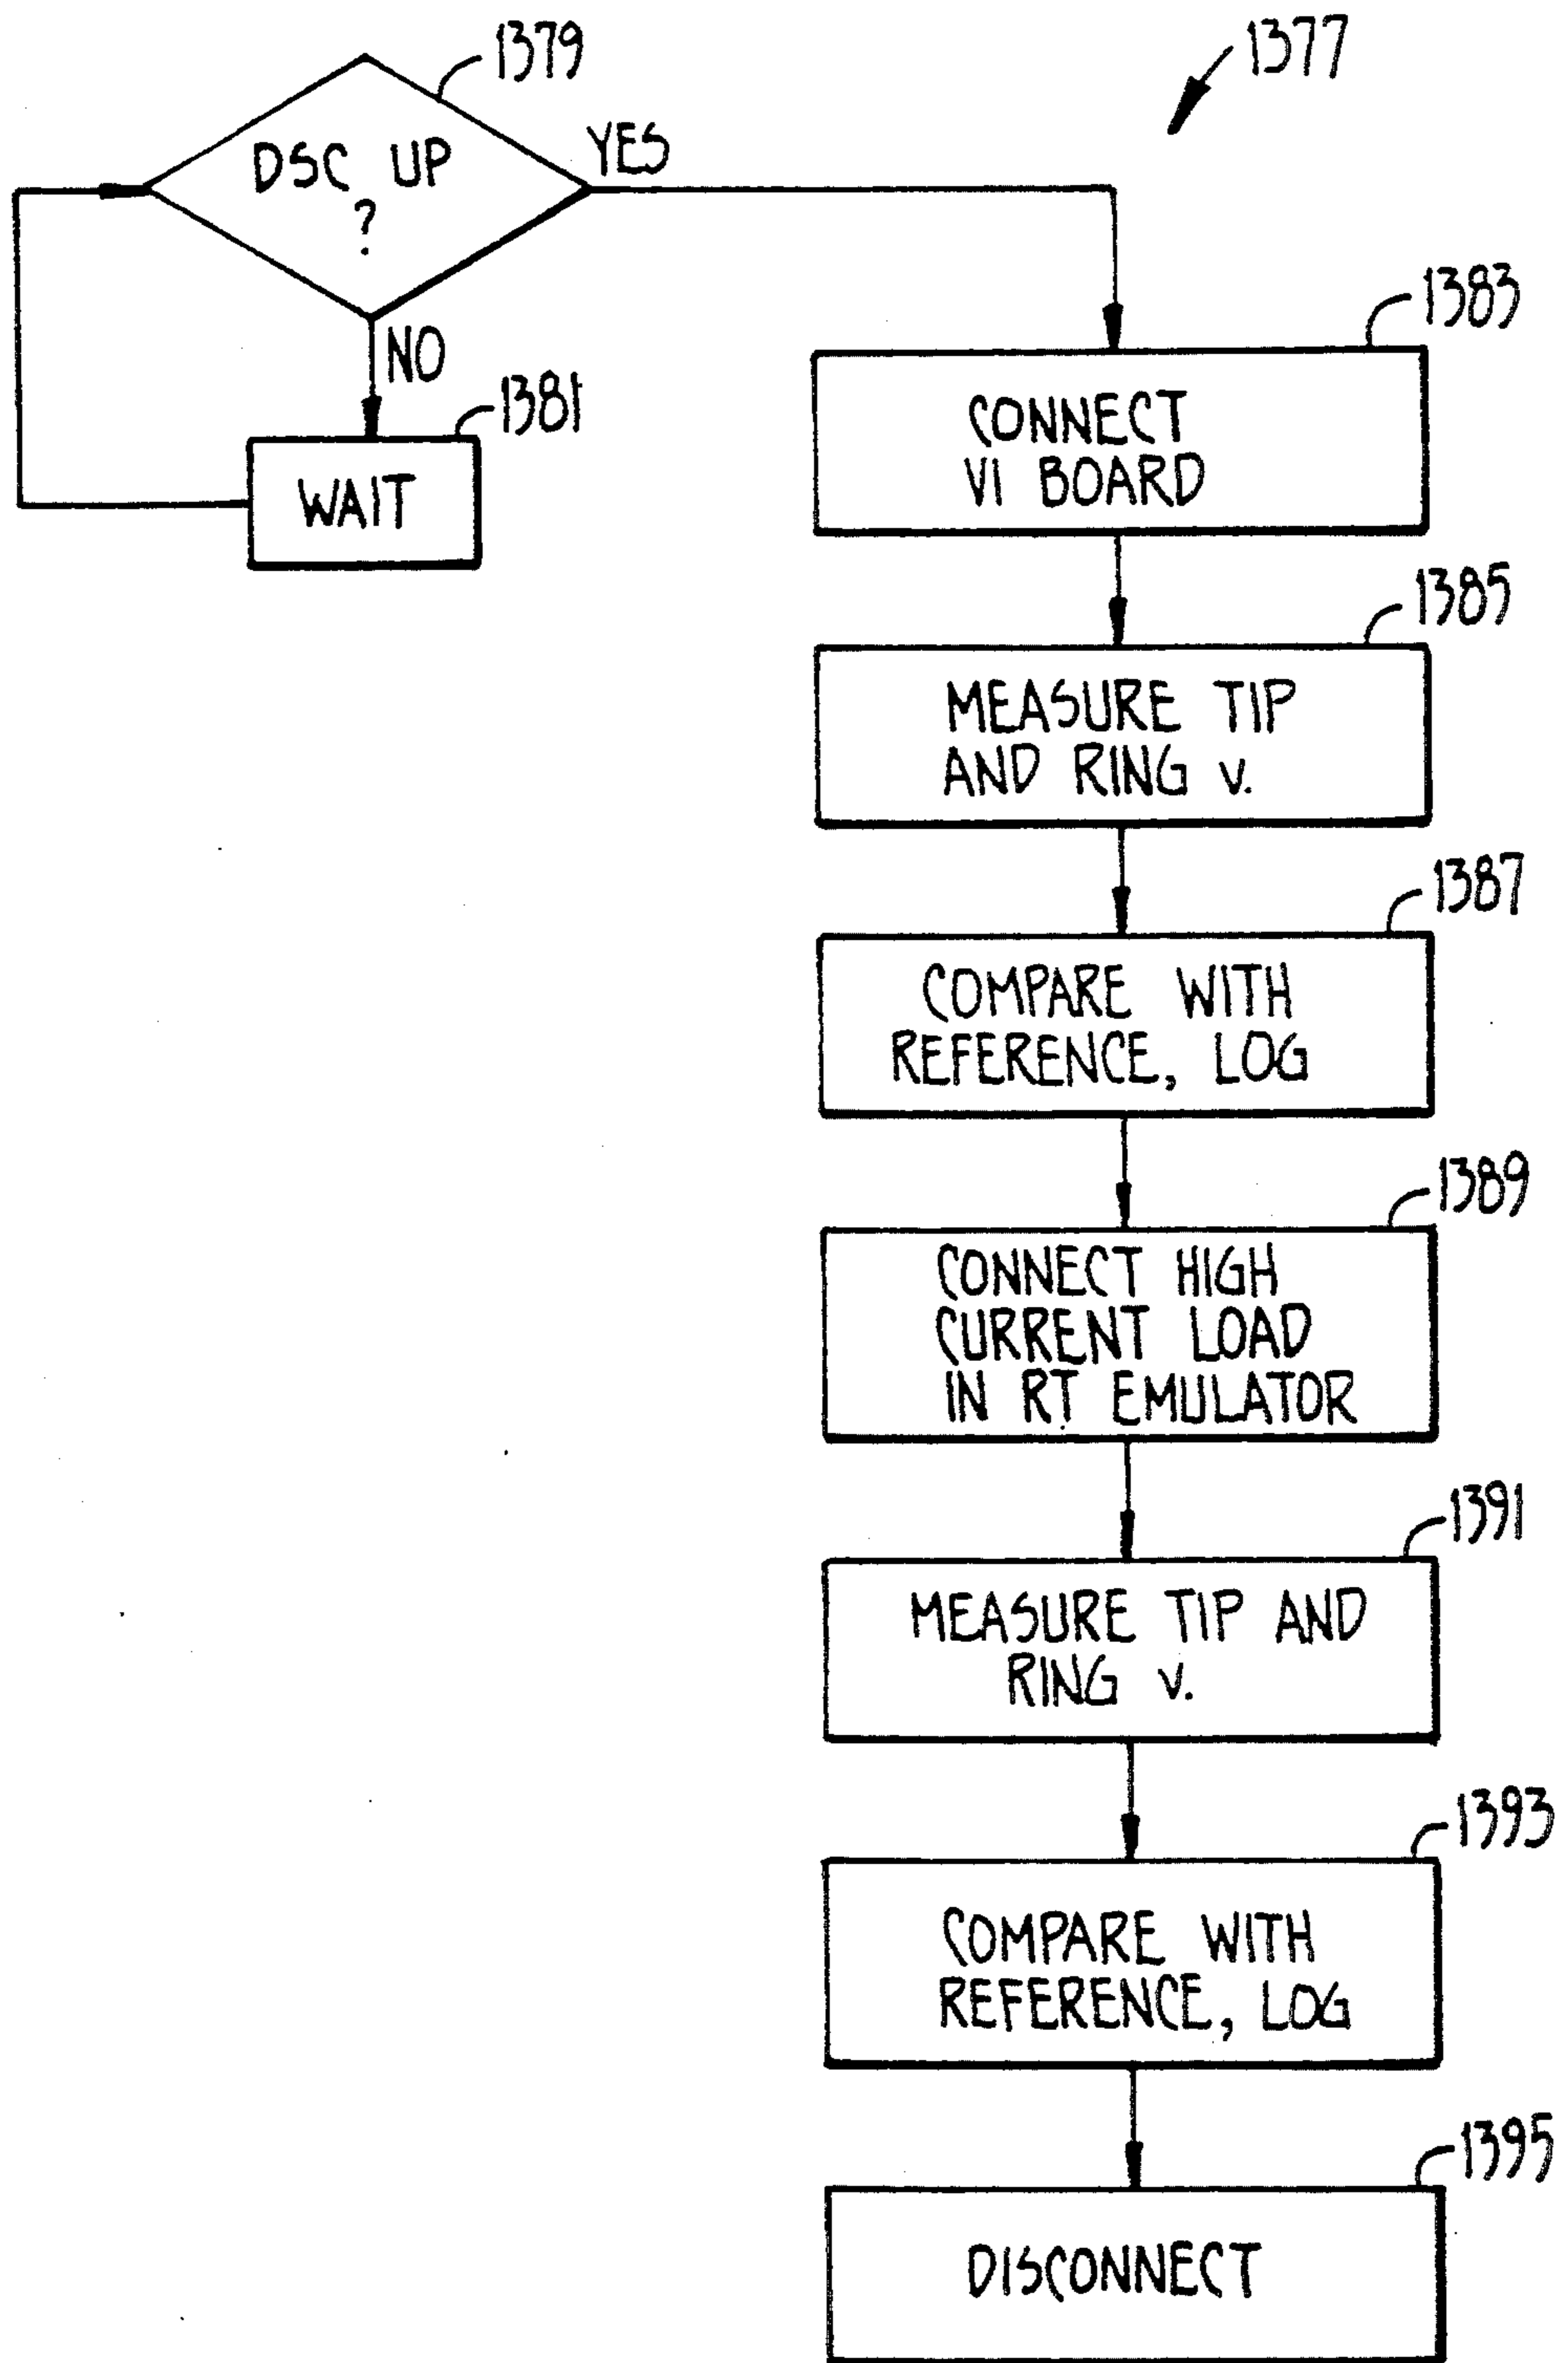 1379
1377
DSC UP
?
YES
NO
1381
WAIT
1383
CONNECT
VI BOARD
1385
MEASURE TIP
AND RING v.
1387
COMPARE WITH
REFERENCE, LOG
1389
CONNECT HIGH
CURRENT LOAD
IN RT EMULATOR
1391
MEASURE TIP AND
RING v.
1393
COMPARE WITH
REFERENCE, LOG
1395
DISCONNECT